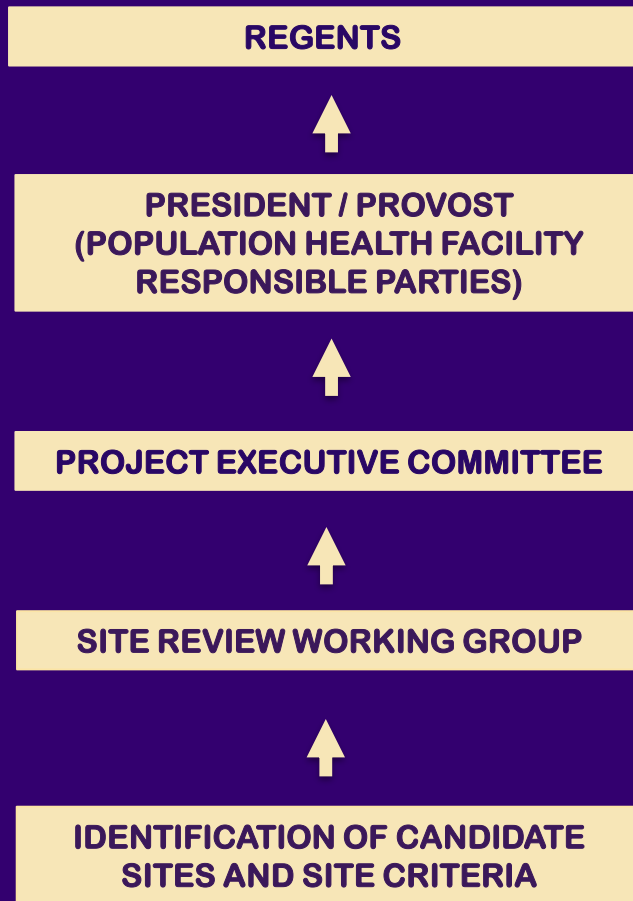 REGENTS
PRESIDENT / PROVOST
(POPULATION HEALTH FACILITY
RESPONSIBLE PARTIES)
PROJECT EXECUTIVE COMMITTEE
SITE REVIEW WORKING GROUP
IDENTIFICATION OF CANDIDATE
SITES AND SITE CRITERIA